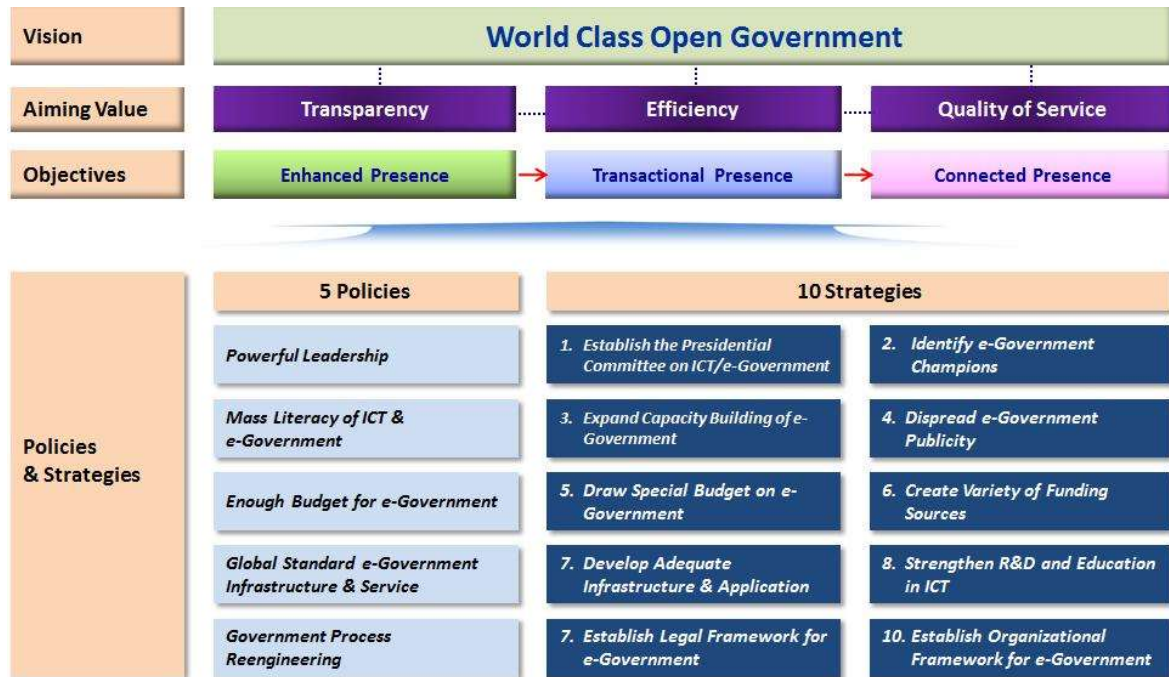 Vision
World Class Open Government
Aiming Value
Transparency
Efficiency
Quality of Service
Objectives
Enhanced Presence
Transactional Presence
Connected Presence
Policies
& Strategies
5 Policies
10 Strategies
Powerful Leadership
1. Establish the Presidential
Committee on ICT/e-Government
2. Identify e-Government
Champions
Mass Literacy of ICT &
e-Government
3. Expand Capacity Building of e-
Government
4. Dispread e-Government
Publicity
Enough Budget for e-Government
5. Draw Special Budget on e-
Government
6. Create Variety of Funding
Sources
Global Standard e-Government
Infrastructure & Service
7. Develop Adequate
Infrastructure & Application
8. Strengthen R&D and Education
in ICT
Government Process
Reengineering
7. Establish Legal Framework for
e-Government
10. Establish Organizational
Framework for e-Government